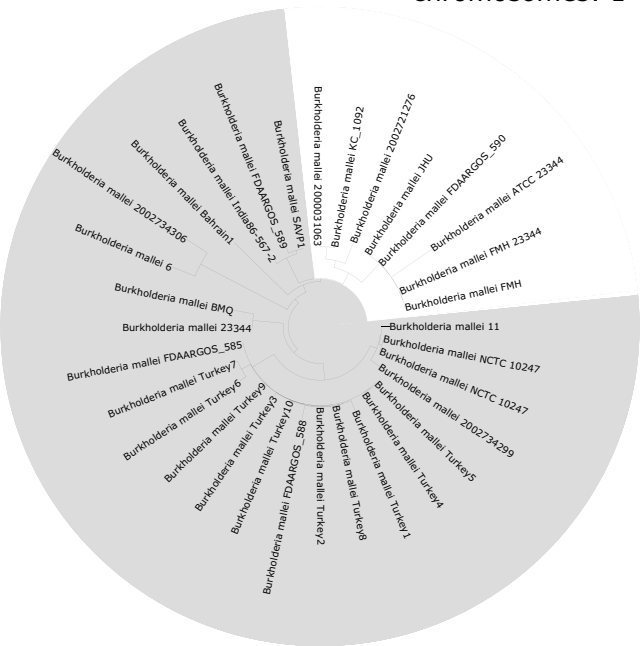 Burkholderia mallei 2000031063
Burkholderia mallei KC_1092
Burkholderia mallei 2002721276
Burkholderia mallei JHU
Burkholderia mallei FDAARGOS_590
Burkholderia mallei ATCC 23344
Burkholderia mallei FMH 23344
Burkholderia mallei FMH
Burkholderia mallei 11
Burkholderia mallei NCTC 10247
Burkholderia mallei NCTC 10247
Burkholderia mallei 2002734299
Burkholderia mallei Turkey5
Burkholderia mallei Turkey4
Burkholderia mallei Turkey1
Burkholderia mallei Turkey8
Burkholderia mallei Turkey2
Burkholderia mallei FDAARGOS_588
Burkholderia mallei Turkey10
Burkholderia mallei Turkey3
Burkholderia mallei Turkey9
Burkholderia mallei Turkey6
Burkholderia mallei Turkey7
Burkholderia mallei FDAARGOS_585
Burkholderia mallei 23344
Burkholderia mallei BMQ
Burkholderia mallei 6
Burkholderia mallei 2002734306
Burkholderia mallei Bahrain1
Burkholderia mallei India86-567-2
Burkholderia mallei FDAARGOS_589
Burkholderia mallei SAVP1